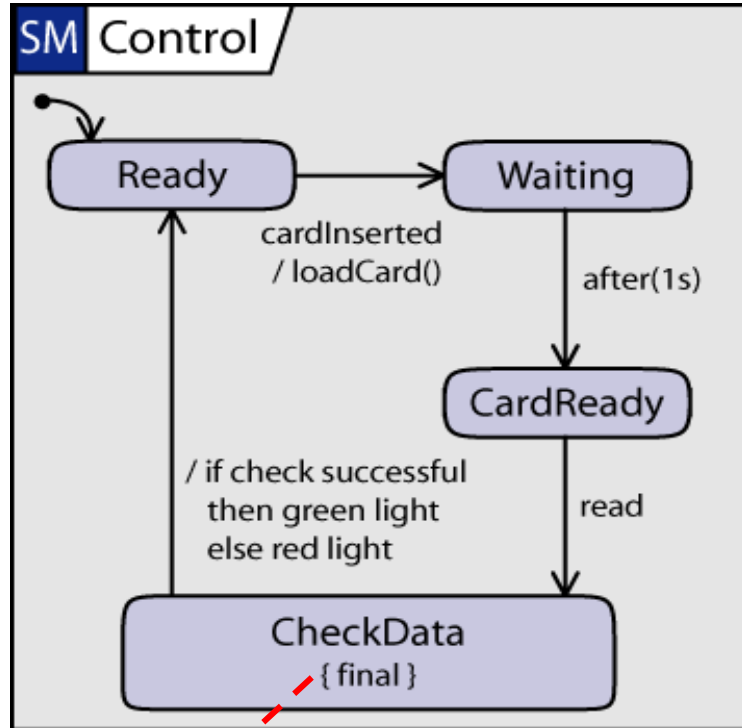 SM Control
Ready
Waiting
cardInserted
/ loadCard()
after(1s)
CardReady
/ if check successful
then green light
else red light
read
CheckData
{ final }